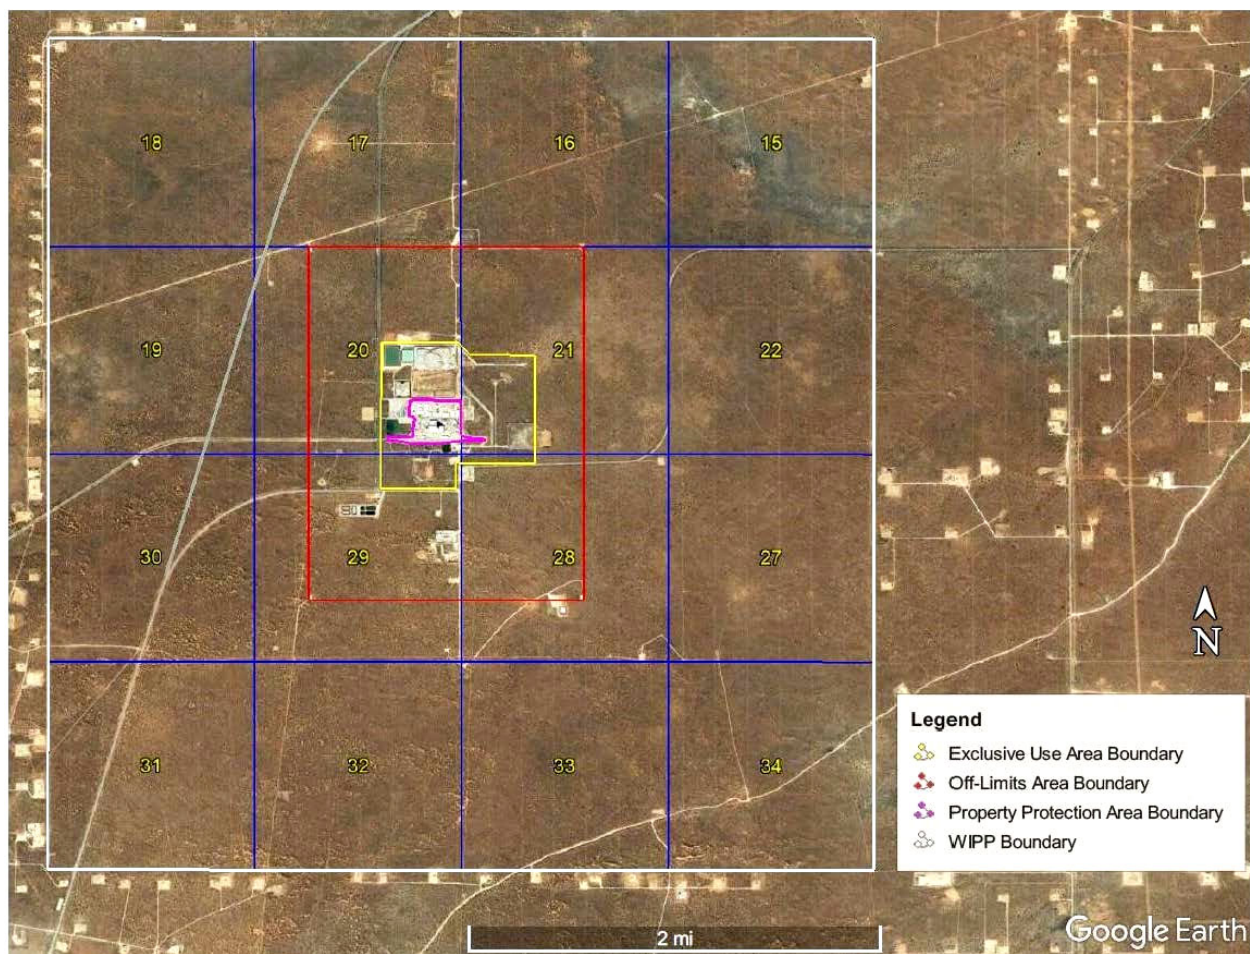 18 17 16 15
19 20 21 22
30 29 28 27
31 32 33 34
N
Legend
Exclusive Use Area Boundary
Off-Limits Area Boundary
Property Protection Area Boundary
WIPP Boundary
2 mi
Google Earth